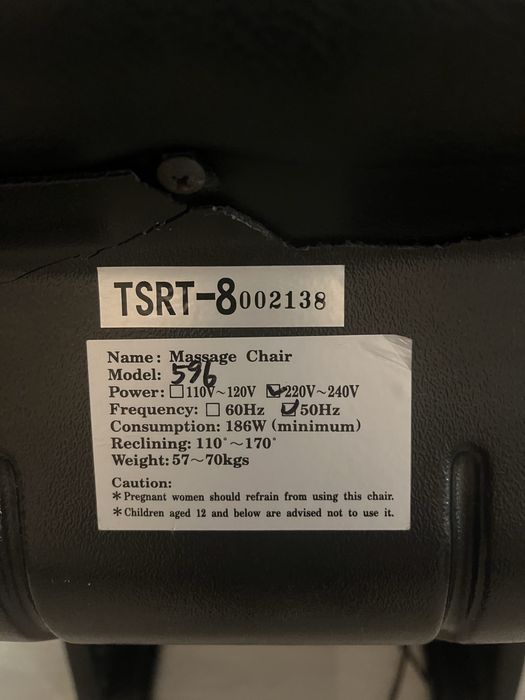 TSRT-8002138
Name: Massage Chair
Model: 596
Power: ☐110V~120V ☑220V~240V
Frequency: ☐ 60Hz ☑50Hz
Consumption: 186W (minimum)
Reclining: 110°~170°
Weight: 57~70kgs
Caution:
*Pregnant women should refrain from using this chair.
*Children aged 12 and below are advised not to use it.